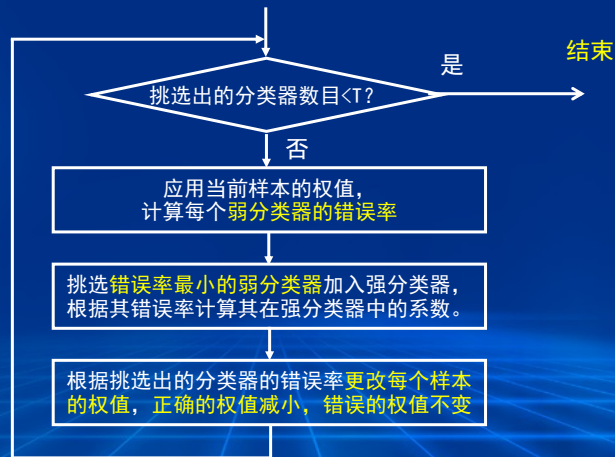 结束
是
挑选出的分类器数目<T?
否
应用当前样本的权值，
计算每个弱分类器的错误率
挑选错误率最小的弱分类器加入强分类器，
根据其错误率计算其在强分类器中的系数。
根据挑选出的分类器的错误率更改每个样本
的权值，正确的权值减小，错误的权值不变